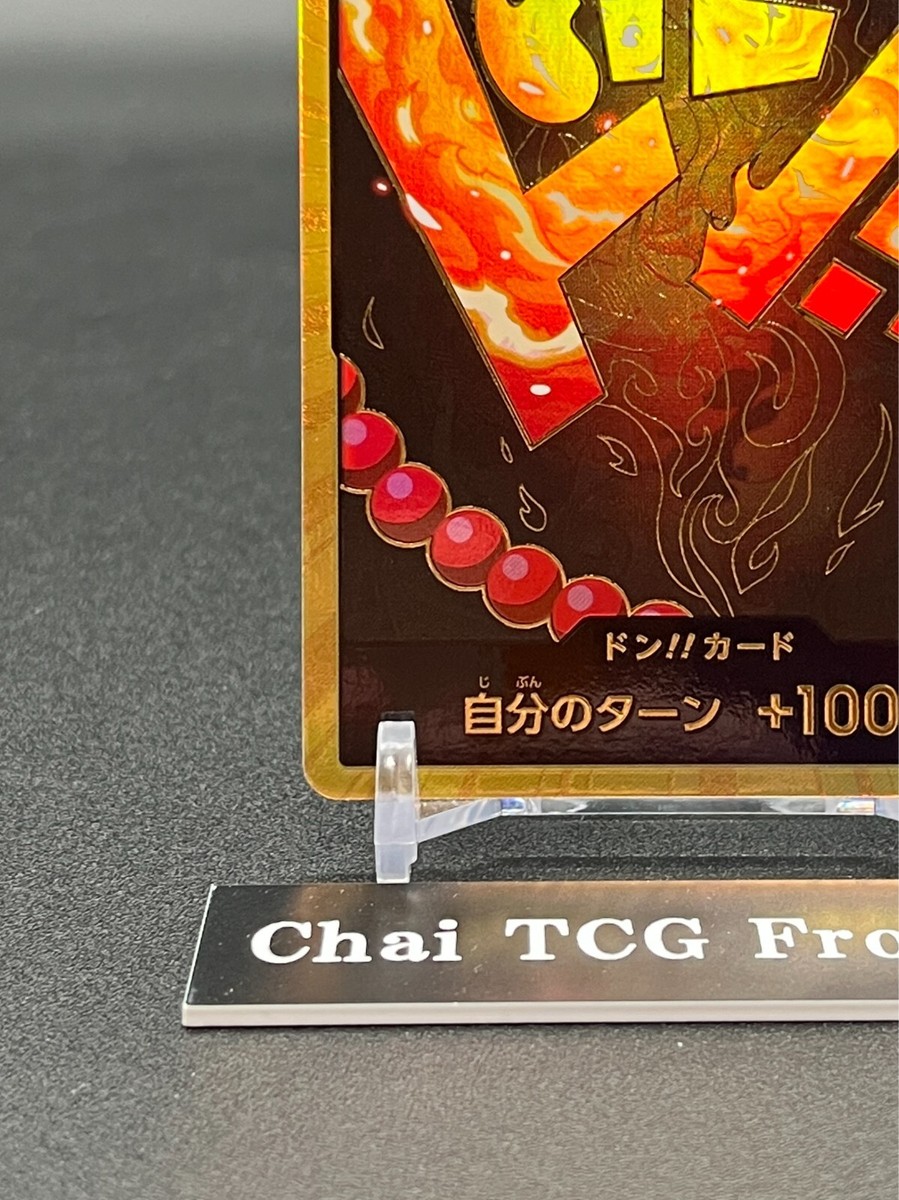 ドン!!カード
じ ぶん
自分のターン +100
Chai TCG Fro